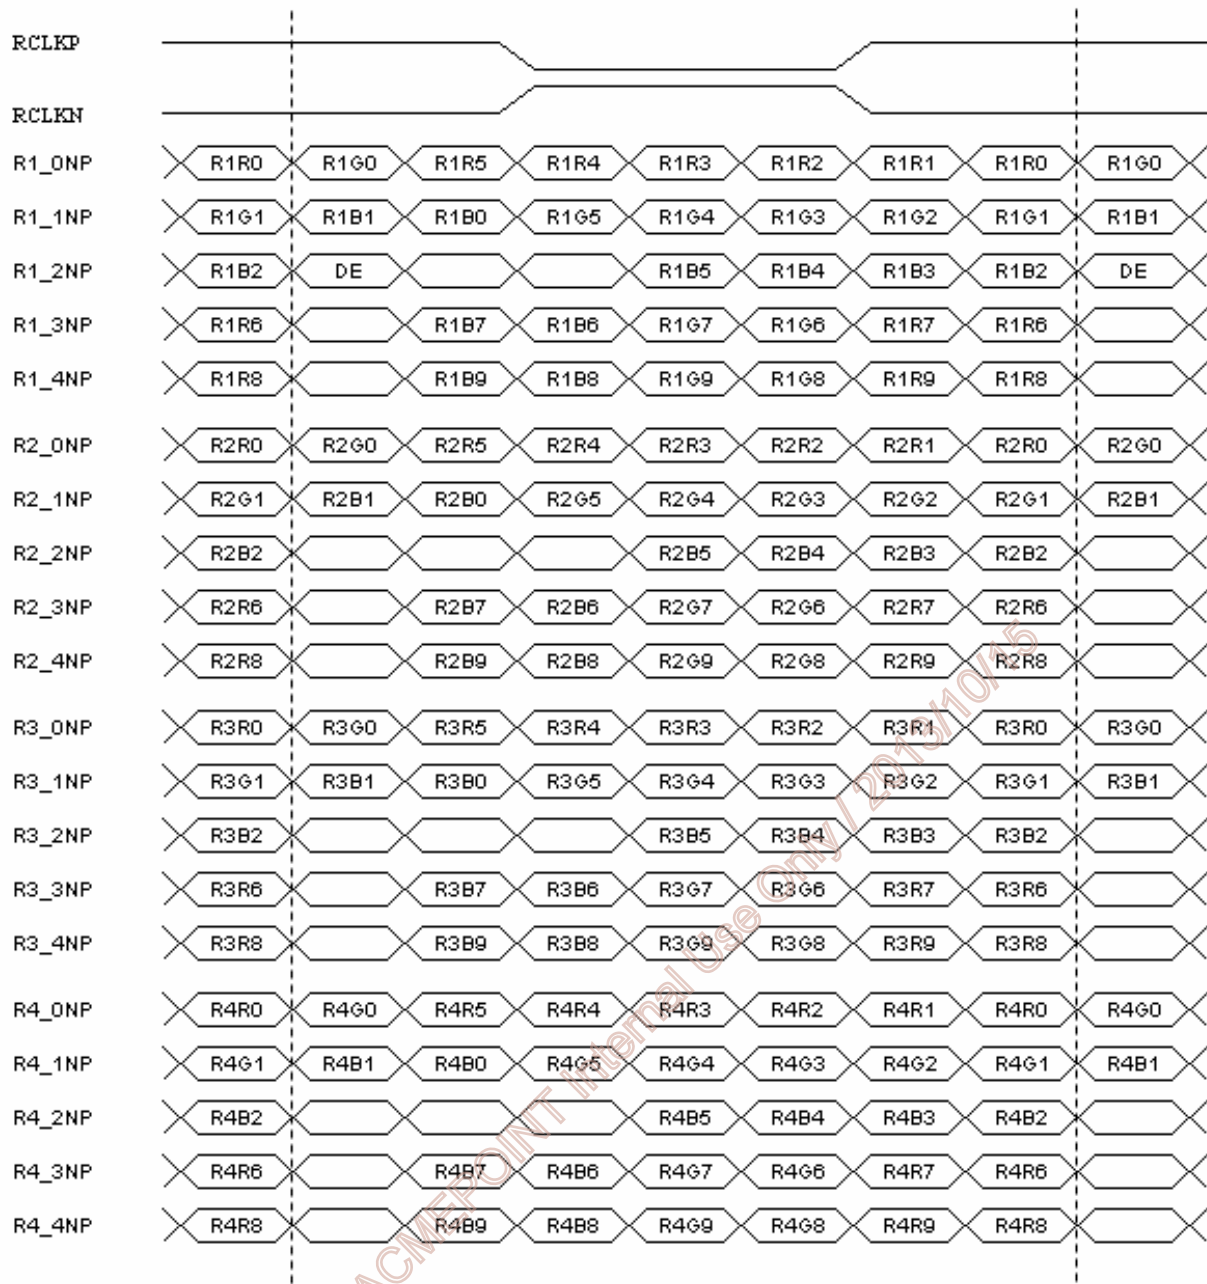 RCLKP
RCLKN
R1_0NP R1R0 R1G0 R1R5 R1R4 R1R3 R1R2 R1R1 R1R0 R1G0
R1_1NP R1G1 R1B1 R1B0 R1G5 R1G4 R1G3 R1G2 R1G1 R1B1
R1_2NP R1B2 DE R1B5 R1B4 R1B3 R1B2 DE
R1_3NP R1R6 R1B7 R1B6 R1G7 R1G6 R1R7 R1R6
R1_4NP R1R8 R1B9 R1B8 R1G9 R1G8 R1R9 R1R8
R2_0NP R2R0 R2G0 R2R5 R2R4 R2R3 R2R2 R2R1 R2R0 R2G0
R2_1NP R2G1 R2B1 R2B0 R2G5 R2G4 R2G3 R2G2 R2G1 R2B1
R2_2NP R2B2 R2B5 R2B4 R2B3 R2B2
R2_3NP R2R6 R2B7 R2B6 R2G7 R2G6 R2R7 R2R6
R2_4NP R2R8 R2B9 R2B8 R2G9 R2G8 R2R9 R2R8
R3_0NP R3R0 R3G0 R3R5 R3R4 R3R3 R3R2 R3R1 R3R0 R3G0
R3_1NP R3G1 R3B1 R3B0 R3G5 R3G4 R3G3 R3G2 R3G1 R3B1
R3_2NP R3B2 R3B5 R3B4 R3B3 R3B2
R3_3NP R3R6 R3B7 R3B6 R3G7 R3G6 R3R7 R3R6
R3_4NP R3R8 R3B9 R3B8 R3G9 R3G8 R3R9 R3R8
R4_0NP R4R0 R4G0 R4R5 R4R4 R4R3 R4R2 R4R1 R4R0 R4G0
R4_1NP R4G1 R4B1 R4B0 R4G5 R4G4 R4G3 R4G2 R4G1 R4B1
R4_2NP R4B2 R4B5 R4B4 R4B3 R4B2
R4_3NP R4R6 R4B7 R4B6 R4G7 R4G6 R4R7 R4R6
R4_4NP R4R8 R4B9 R4B8 R4G9 R4G8 R4R9 R4R8
ACMEPOINT Internal Use Only / 2013/10/15